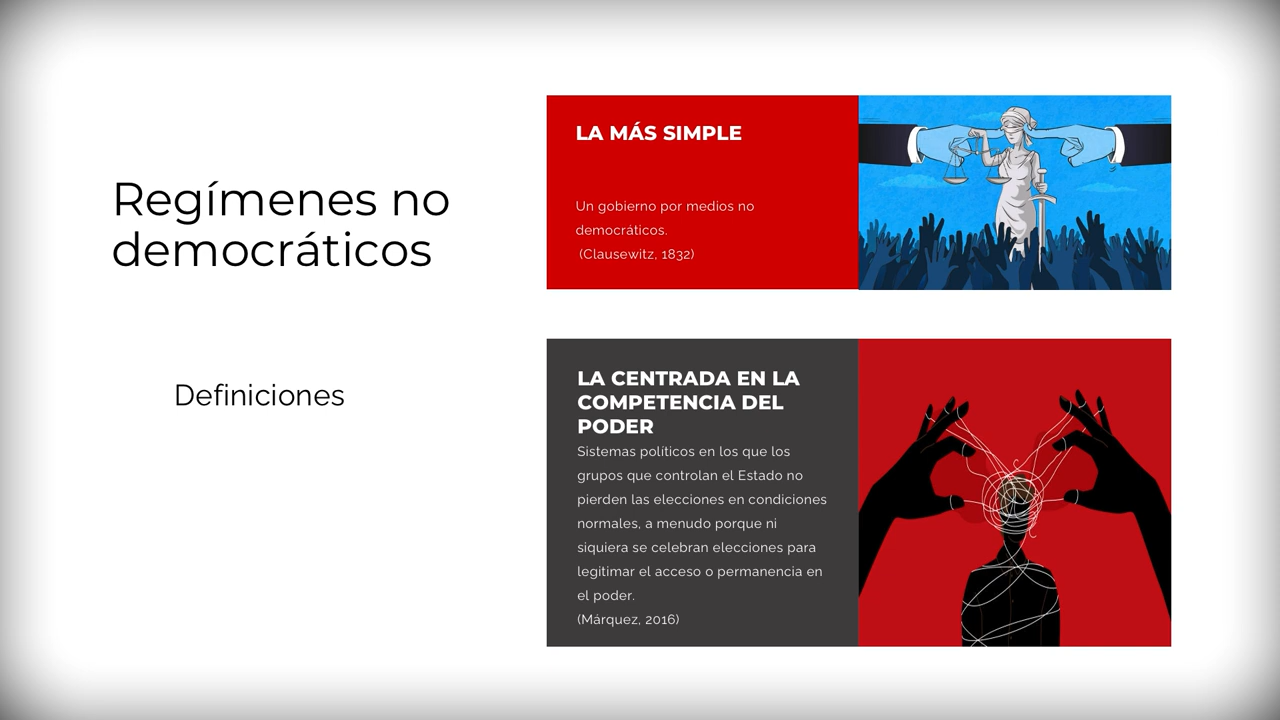 Regímenes no
democráticos
Definiciones
LA MÁS SIMPLE
Un gobierno por medios no
democráticos.
(Clausewitz, 1832)
LA CENTRADA EN LA
COMPETENCIA DEL
PODER
Sistemas políticos en los que los
grupos que controlan el Estado no
pierden las elecciones en condiciones
normales, a menudo porque ni
siquiera se celebran elecciones para
legitimar el acceso o permanencia en
el poder.
(Márquez, 2016)